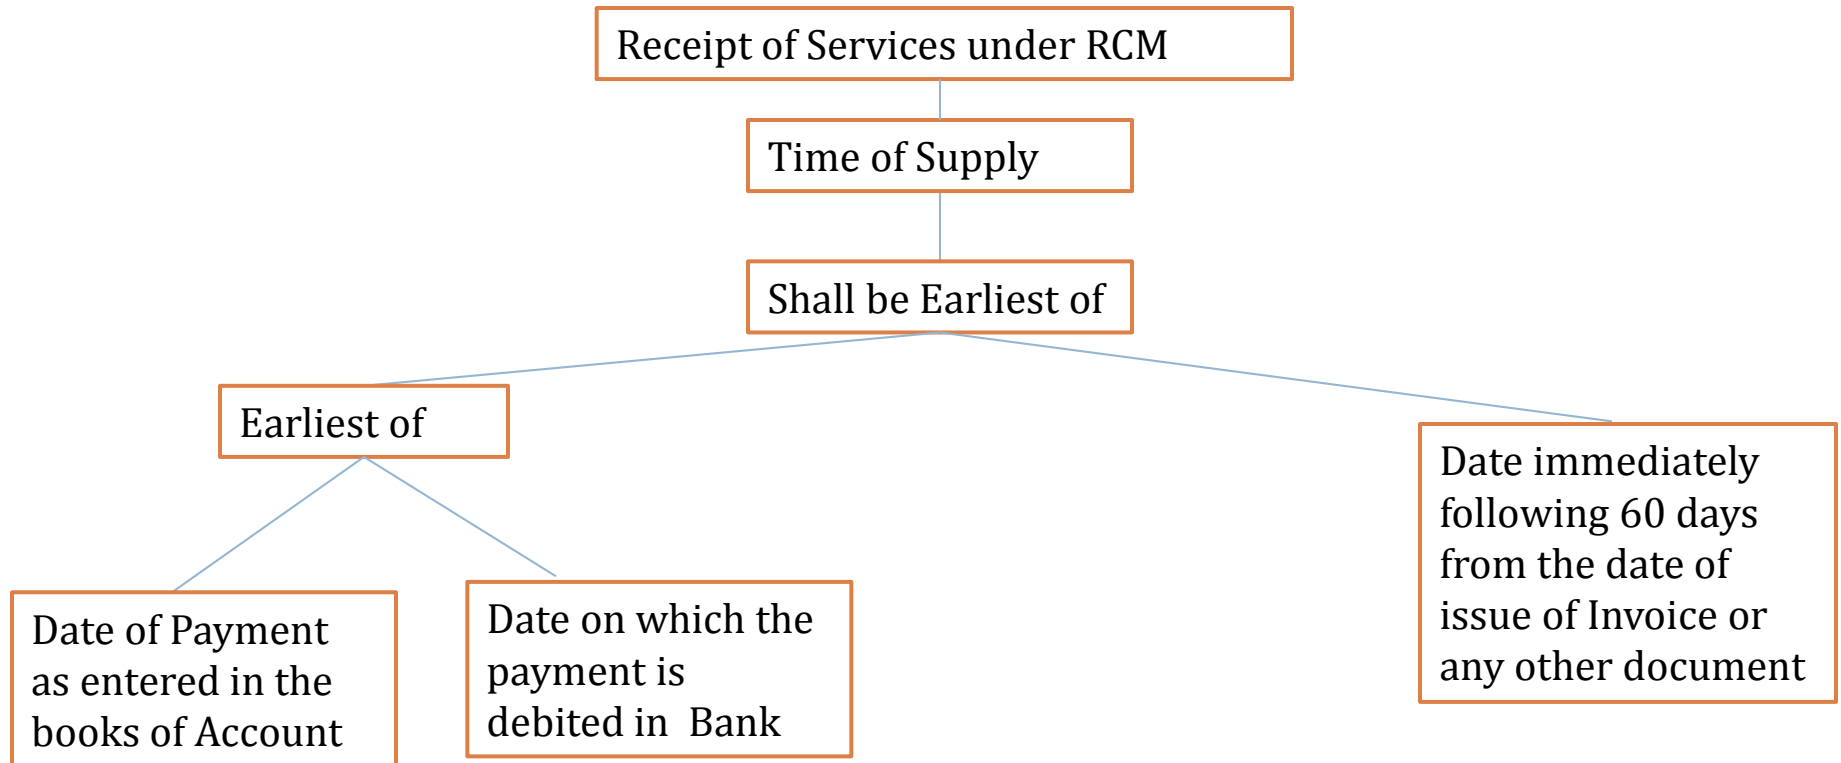 Receipt of Services under RCM
Time of Supply
Shall be Earliest of
Earliest of
Date of Payment
as entered in the
books of Account
Date on which the
payment is
debited in  Bank
Date immediately
following 60 days
from the date of
issue of Invoice or
any other document